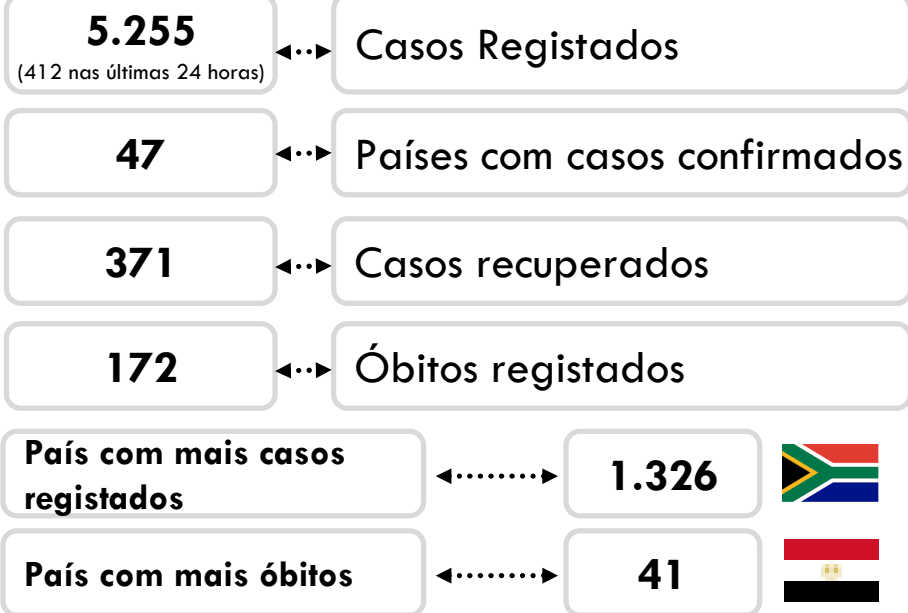 5.255
(412 nas últimas 24 horas)
Casos Registados
47
Países com casos confirmados
371
Casos recuperados
172
Óbitos registados
País com mais casos
registados
1.326
País com mais óbitos
41